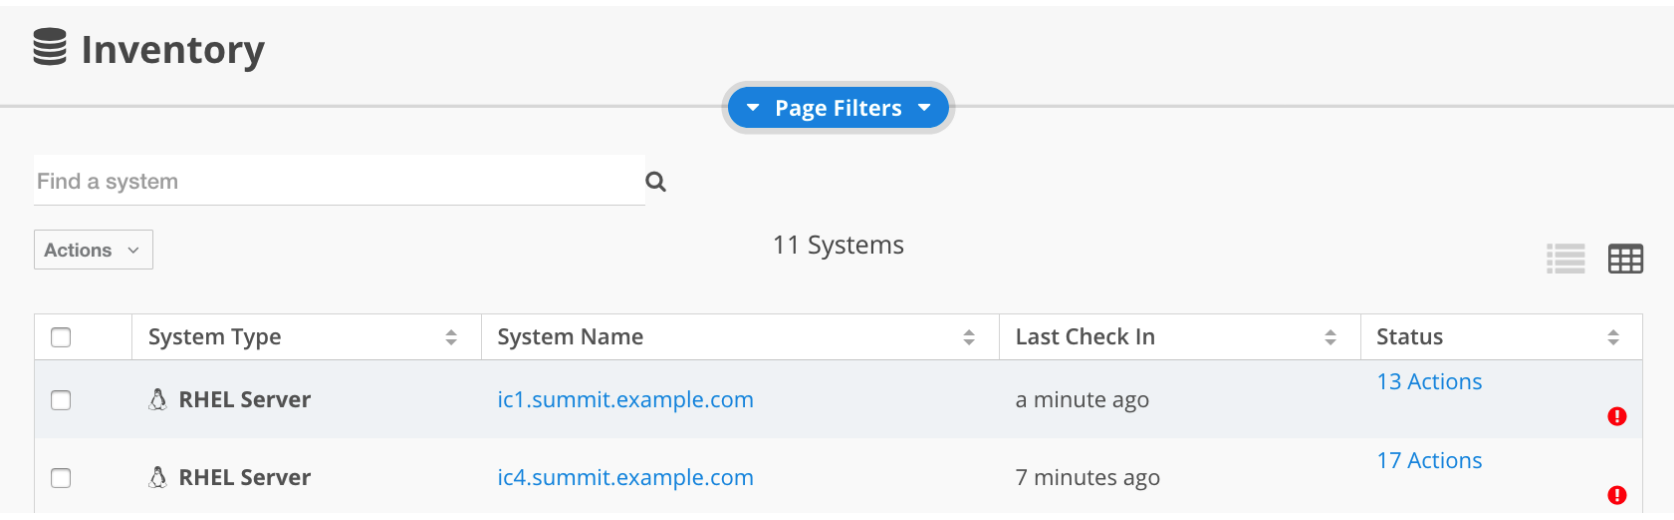 Inventory
Page Filters
Find a system
Actions
11 Systems
System Type System Name Last Check In Status
RHEL Server ic1.summit.example.com a minute ago 13 Actions
RHEL Server ic4.summit.example.com 7 minutes ago 17 Actions